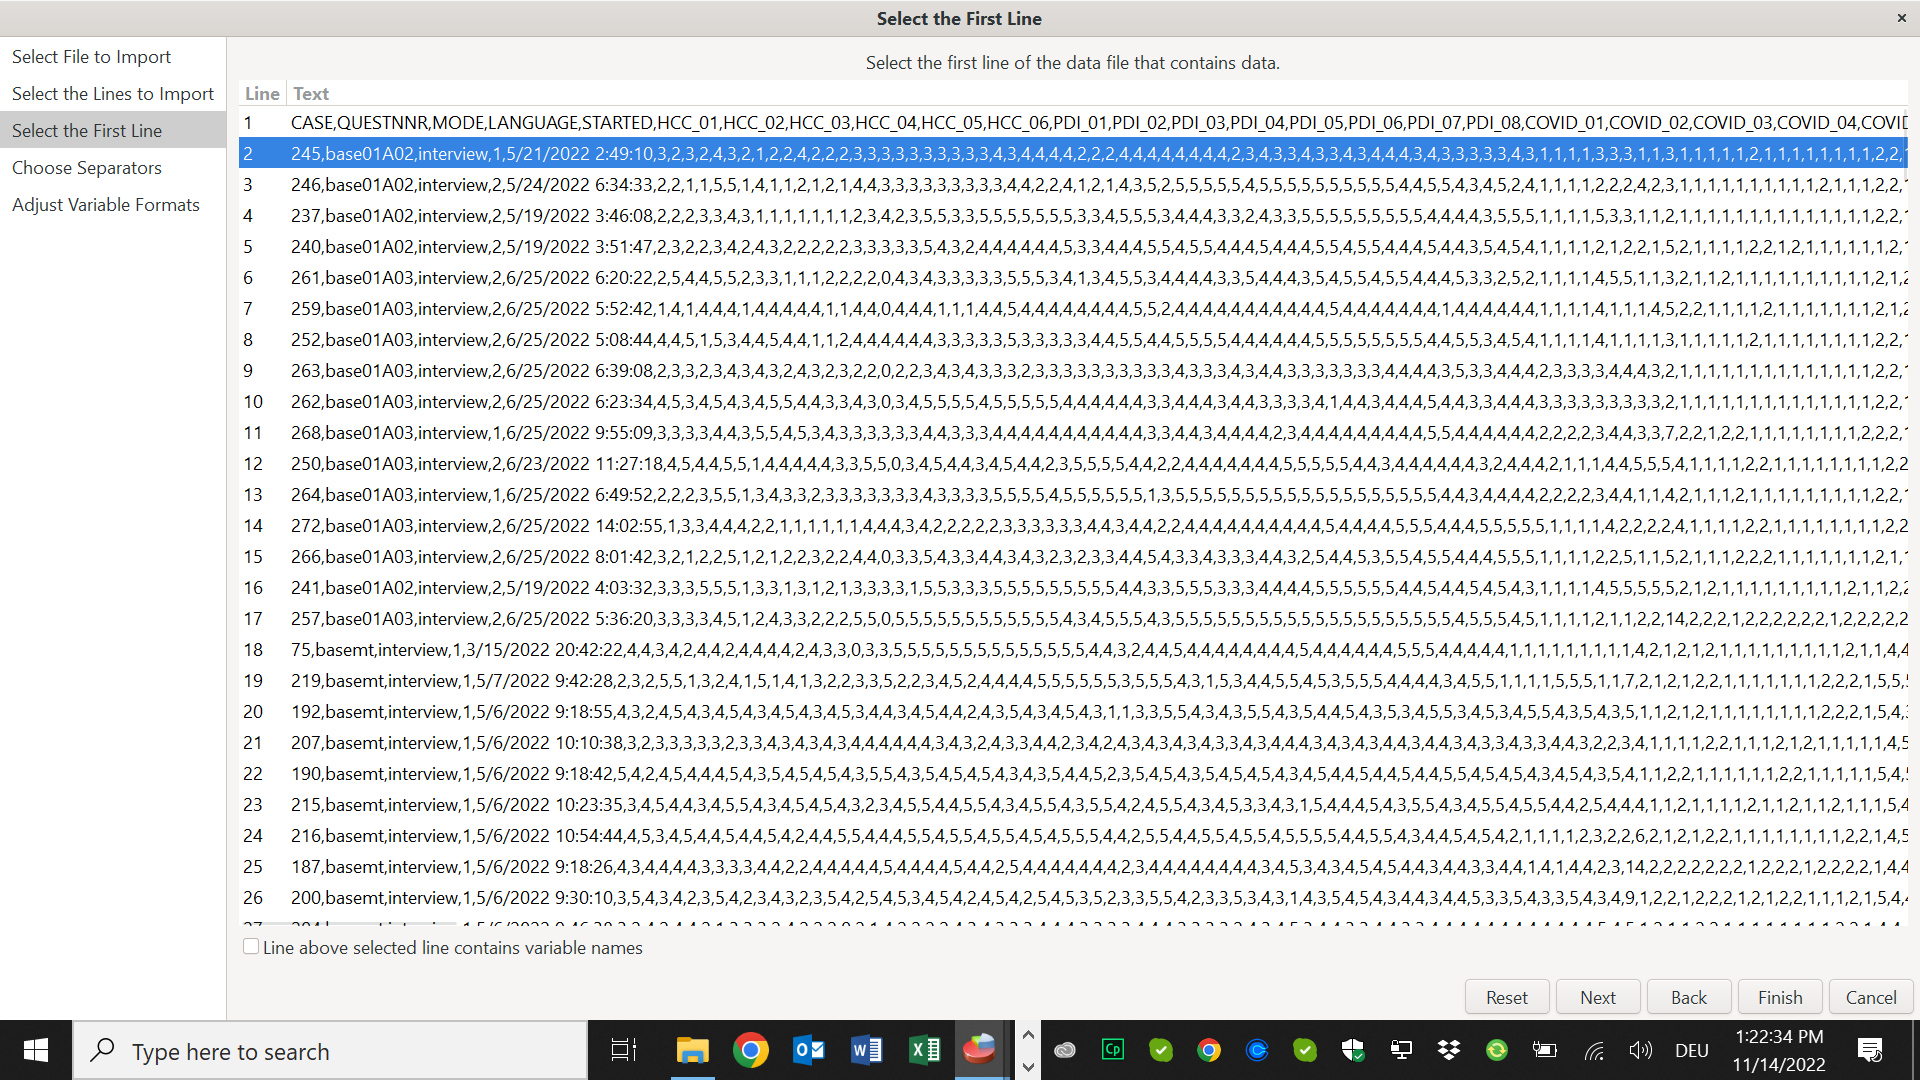 Select the First Line
Select File to Import
Select the Lines to Import
Select the First Line
Choose Separators
Adjust Variable Formats
Select the first line of the data file that contains data.
Line Text
1 CASE,QUESTNNR,MODE,LANGUAGE,STARTED,HCC_01,HCC_02,HCC_03,HCC_04,HCC_05,HCC_06,PDI_01,PDI_02,PDI_03,PDI_04,PDI_05,PDI_06,PDI_07,PDI_08,COVID_01,COVID_02,COVID_03,COVID_04,COVID
2 245,base01A02,interview,1,5/21/2022 2:49:10,3,2,3,2,4,3,2,1,2,2,4,2,2,2,3,3,3,3,3,3,3,3,3,4,4,4,4,2,2,2,4,4,4,4,4,4,4,2,3,4,3,3,4,4,3,4,3,3,4,3,4,4,4,3,4,3,3,3,3,3,4,3,1,1,1,1,3,3,3,1,1,3,1,1,1,1,2,1,1,1,1,1,1,1,2,2,
3 246,base01A02,interview,2,5/24/2022 6:34:33,2,2,1,1,5,5,1,4,1,1,2,1,2,1,4,4,3,3,3,3,3,3,3,3,3,4,4,2,2,4,1,2,1,4,3,5,2,5,5,5,5,4,5,5,5,5,5,5,5,5,4,4,5,5,3,4,5,2,4,1,1,1,1,2,2,2,4,2,3,1,1,1,1,1,1,1,1,1,2,1,1,1,2,2,
4 237,base01A02,interview,2,5/19/2022 3:46:08,2,2,2,3,3,4,3,1,1,1,1,1,1,1,2,3,4,2,3,5,5,3,5,5,5,5,5,5,5,3,3,4,5,5,5,3,4,4,4,3,3,2,4,3,3,5,5,5,5,5,5,5,4,4,4,4,3,5,5,5,1,1,1,1,5,3,3,1,1,2,1,1,1,1,1,1,1,1,1,1,1,1,2,2,
5 240,base01A02,interview,2,5/19/2022 3:51:47,2,3,2,2,3,4,2,4,3,2,2,2,2,2,3,3,3,3,3,5,4,3,2,4,4,4,4,4,4,5,3,3,4,4,4,5,5,4,5,5,4,4,4,5,4,4,4,5,5,4,5,5,4,4,5,4,4,5,3,4,5,4,1,1,1,1,2,1,2,2,1,5,2,1,1,1,1,2,2,1,2,1,1,1,1,1,1,2,
6 261,base01A03,interview,2,6/25/2022 6:20:22,2,5,4,4,5,5,2,3,3,1,1,1,2,2,2,2,0,4,3,4,3,3,3,3,3,5,5,5,3,4,1,3,4,5,5,3,4,4,4,4,3,3,5,4,4,3,5,4,4,5,5,4,5,4,5,5,4,5,3,3,2,5,2,1,1,1,1,4,5,5,1,1,3,2,1,1,2,1,1,1,1,1,1,1,1,2,1,2
7 259,base01A03,interview,2,6/25/2022 5:52:42,1,4,1,4,4,4,1,4,4,4,4,1,1,4,4,0,4,4,4,1,1,1,4,4,5,4,4,4,4,4,4,5,5,2,4,4,4,4,4,2,4,4,4,4,5,4,4,4,4,4,1,4,4,4,4,4,4,1,1,1,1,4,1,1,1,4,5,2,2,1,1,1,1,2,1,1,1,1,1,1,1,2,1,
8 252,base01A03,interview,2,6/25/2022 5:08:44,4,4,5,1,5,3,4,4,5,4,4,1,1,2,4,4,4,4,4,4,3,3,3,3,3,5,3,3,3,3,3,4,4,5,5,5,5,4,4,4,4,4,5,5,5,5,4,4,4,4,4,4,4,5,5,3,4,5,4,1,1,1,1,4,1,1,1,1,3,1,1,1,1,1,2,1,1,1,1,1,1,1,2,2,
9 263,base01A03,interview,2,6/25/2022 6:39:08,2,3,3,2,3,4,3,4,3,2,4,3,2,3,2,2,0,2,2,3,4,3,4,3,3,3,2,3,3,3,3,3,3,4,3,3,3,4,3,4,4,3,3,3,3,3,3,3,4,4,4,4,3,5,3,3,4,4,4,2,3,3,3,3,4,4,4,3,2,1,1,1,1,1,1,1,1,1,1,1,1,2,2,
10 262,base01A03,interview,2,6/25/2022 6:23:34,4,5,3,4,5,4,3,4,5,5,4,4,3,3,4,3,0,3,4,5,5,5,5,4,5,5,5,5,5,4,4,4,4,4,4,3,3,4,4,3,4,4,3,4,3,3,3,3,4,1,4,4,3,4,4,4,5,4,4,3,3,4,4,3,3,3,3,3,3,3,3,2,1,1,1,1,1,1,1,1,1,1,1,1,2,2,
11 268,base01A03,interview,1,6/25/2022 9:55:09,3,3,3,3,4,4,3,5,5,4,5,3,4,3,3,3,3,3,3,4,4,3,3,3,4,4,4,4,4,4,4,4,4,4,3,4,4,3,4,4,4,4,2,3,4,4,4,4,4,4,4,5,5,4,4,4,4,4,4,2,2,2,2,3,4,4,3,3,7,2,2,1,2,2,1,1,1,1,1,1,1,2,2,2,
12 250,base01A03,interview,2,6/23/2022 11:27:18,4,5,4,4,5,5,1,4,4,4,4,4,3,3,5,5,0,3,4,5,4,4,3,4,5,4,4,2,3,5,5,5,5,4,4,2,2,4,4,4,4,4,4,4,5,5,5,5,5,4,4,3,4,4,4,4,4,4,3,2,4,4,4,2,1,1,1,4,4,5,5,5,4,1,1,1,1,2,2,1,1,1,1,1,1,1,1,2,2
13 264,base01A03,interview,1,6/25/2022 6:49:52,2,2,2,3,5,5,1,3,4,3,3,2,3,3,3,3,3,3,3,4,3,3,3,3,5,5,5,5,4,5,5,5,5,5,5,1,3,5,5,5,5,5,5,5,5,5,5,5,5,5,5,5,4,4,3,4,4,4,4,2,2,2,2,3,4,4,1,1,4,2,1,1,1,1,1,2,1,1,1,1,1,1,2,2,
14 272,base01A03,interview,2,6/25/2022 14:02:55,1,3,3,4,4,4,2,2,1,1,1,1,1,1,4,4,4,3,4,2,2,2,2,2,3,3,3,3,3,3,4,4,3,4,4,2,2,4,4,4,4,4,4,4,4,4,4,5,4,4,4,4,5,5,5,4,4,4,5,5,5,5,5,1,1,1,1,4,2,2,2,2,4,1,1,1,1,2,2,1,1,1,1,1,1,1,1,2,2
15 266,base01A03,interview,2,6/25/2022 8:01:42,3,2,1,2,2,5,1,2,1,2,2,3,2,2,4,4,0,3,3,5,4,3,3,4,4,3,4,3,2,3,2,3,3,4,4,5,4,3,3,4,4,3,3,3,4,4,3,2,5,4,4,5,3,5,4,5,5,4,4,5,5,5,1,1,1,1,2,2,5,1,1,5,2,1,1,1,2,2,2,1,1,1,1,1,1,2,1,
16 241,base01A02,interview,2,5/19/2022 4:03:32,3,3,3,5,5,5,1,3,3,1,3,1,2,1,3,3,3,3,1,5,5,5,5,5,5,5,5,5,5,5,5,4,4,3,3,5,5,5,3,3,3,4,4,4,4,5,5,5,5,5,5,4,4,5,4,4,5,4,3,1,1,1,1,4,5,5,5,5,5,2,1,2,1,1,1,1,1,1,1,1,2,1,1,2,
17 257,base01A03,interview,2,6/25/2022 5:36:20,3,3,3,3,4,5,1,2,4,3,3,2,2,2,5,5,0,5,5,5,5,5,5,5,5,5,5,4,3,4,5,5,4,3,5,5,5,5,5,5,5,5,5,5,5,5,5,5,5,5,5,4,5,5,5,4,5,1,1,1,1,2,1,1,2,2,14,2,2,2,1,2,2,2,2,2,2,1,2,2,2,2,2
18 75,basemt,interview,1,3/15/2022 20:42:22,4,4,3,4,2,4,4,2,4,4,4,4,2,4,3,3,0,3,3,5,5,5,5,5,5,5,5,5,5,5,5,4,4,3,2,4,4,5,4,4,4,4,4,4,4,4,5,4,4,4,4,4,4,5,5,5,4,4,4,4,4,1,1,1,1,1,1,1,1,4,2,1,2,1,2,1,1,1,1,1,1,1,1,2,1,1,4,4
19 219,basemt,interview,1,5/7/2022 9:42:28,2,3,2,5,5,1,3,2,4,1,5,1,4,1,3,2,2,3,3,5,2,2,3,4,5,2,4,4,4,4,5,5,5,5,5,3,5,5,5,4,3,1,5,3,4,4,5,5,4,5,3,5,5,5,4,4,4,4,3,4,5,5,1,1,1,1,5,5,5,1,1,7,2,1,2,1,2,2,1,1,1,1,1,1,1,2,2,2,1,5,5,
20 192,basemt,interview,1,5/6/2022 9:18:55,4,3,2,4,5,4,3,4,5,4,3,4,5,4,3,4,5,3,4,4,3,4,5,4,4,2,4,3,5,4,3,4,5,4,3,1,1,3,3,5,5,4,3,4,3,4,3,5,5,4,3,5,4,5,5,3,4,5,3,4,5,5,4,5,3,4,3,5,1,1,2,1,2,1,1,1,1,1,1,1,1,2,2,2,1,5,4,
21 207,basemt,interview,1,5/6/2022 10:10:38,3,2,3,3,3,3,3,2,3,3,4,3,4,3,4,3,4,4,4,4,4,4,3,4,3,2,4,3,3,4,4,2,3,4,2,4,3,4,3,4,3,3,4,3,4,4,3,4,3,4,4,3,4,3,3,4,3,3,4,4,3,2,2,3,4,1,1,1,1,2,2,1,1,1,2,1,2,1,1,1,1,1,4,5
22 190,basemt,interview,1,5/6/2022 9:18:42,5,4,2,4,5,4,4,4,5,4,3,5,4,5,4,5,4,3,5,5,4,3,5,4,5,4,5,4,3,4,3,5,4,4,5,2,3,5,4,5,4,5,4,5,4,5,4,3,4,5,4,5,5,4,5,4,5,5,4,5,4,3,4,5,4,3,5,4,1,1,2,2,1,1,1,1,1,1,2,2,1,1,1,1,1,5,4,
23 215,basemt,interview,1,5/6/2022 10:23:35,3,4,5,4,4,3,4,5,5,4,3,4,5,4,5,4,3,2,3,4,5,5,4,4,5,4,3,5,4,4,3,5,5,4,2,4,5,5,4,3,4,5,3,3,4,3,1,5,4,4,4,5,4,3,5,4,4,3,5,4,5,5,4,4,2,5,4,4,4,1,1,2,1,1,1,1,2,1,1,2,1,2,1,1,1,5,4
24 216,basemt,interview,1,5/6/2022 10:54:44,4,5,3,4,5,4,4,5,4,4,5,4,2,4,4,5,5,4,4,4,5,5,4,5,5,4,5,4,5,5,4,4,5,4,2,5,5,4,5,5,4,4,5,5,4,5,5,4,5,5,4,4,5,5,4,3,4,4,5,4,5,4,2,1,1,1,1,2,3,2,2,6,2,1,2,1,2,2,1,1,1,1,1,1,1,2,2,1,4,5
25 187,basemt,interview,1,5/6/2022 9:18:26,4,3,4,4,4,4,3,3,3,3,4,4,2,2,4,4,4,4,4,5,4,4,4,4,5,4,4,2,5,4,4,4,4,4,4,2,3,4,4,4,4,4,4,3,4,5,3,4,3,4,5,4,4,3,4,4,3,3,4,4,1,4,1,4,4,2,3,14,2,2,2,2,2,2,1,2,2,2,1,2,2,2,2,1,4,4
26 200,basemt,interview,1,5/6/2022 9:30:10,3,5,4,3,4,2,3,5,4,2,3,4,3,2,3,5,4,2,5,4,5,3,4,5,4,3,5,2,3,3,5,5,4,3,5,3,4,3,1,4,3,5,4,4,5,4,3,5,4,3,5,5,3,2,3,5,4,3,3,5,4,3,4,9,1,2,2,1,2,2,2,1,2,1,2,2,1,1,1,2,1,5,4,4
Line above selected line contains variable names
Reset Next Back Finish Cancel
Type here to search
DEU
1:22:34 PM
11/14/2022